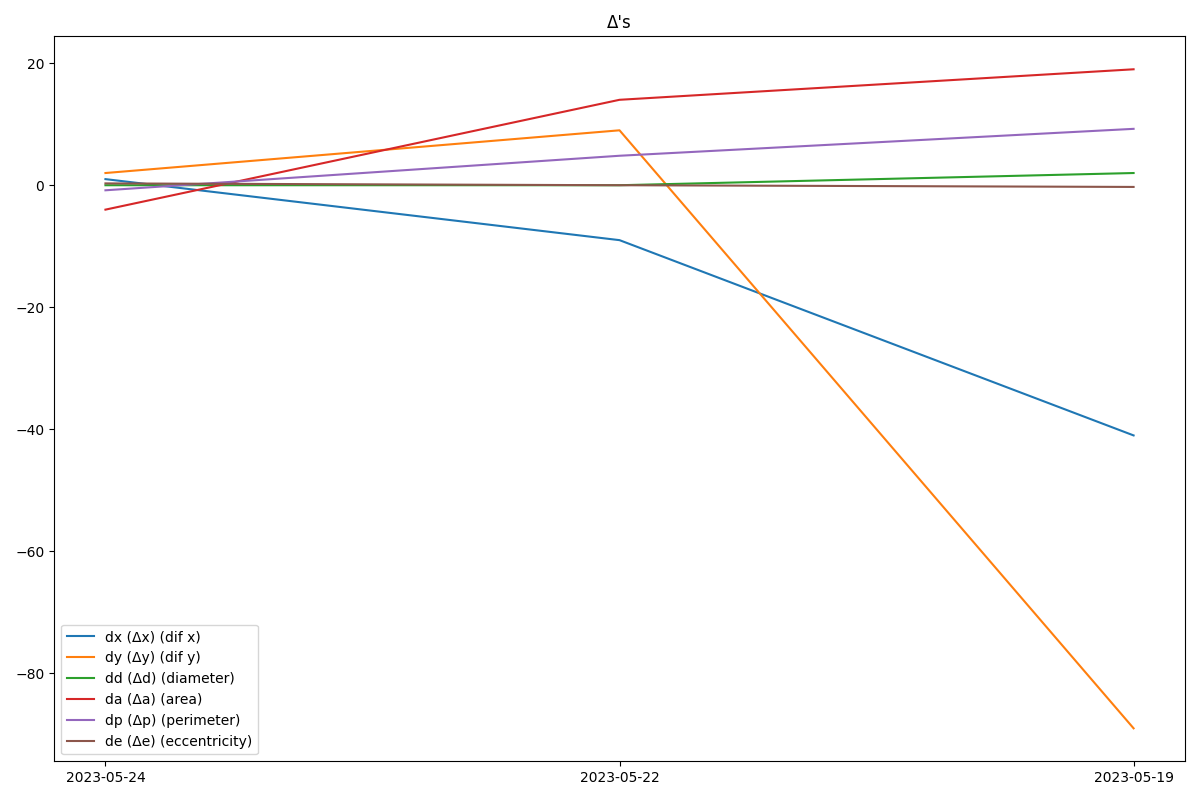 Δ's
20
0
−20
−40
−60
−80
dx (Δx) (dif x)
dy (Δy) (dif y)
dd (Δd) (diameter)
da (Δa) (area)
dp (Δp) (perimeter)
de (Δe) (eccentricity)
2023-05-24 2023-05-22 2023-05-19